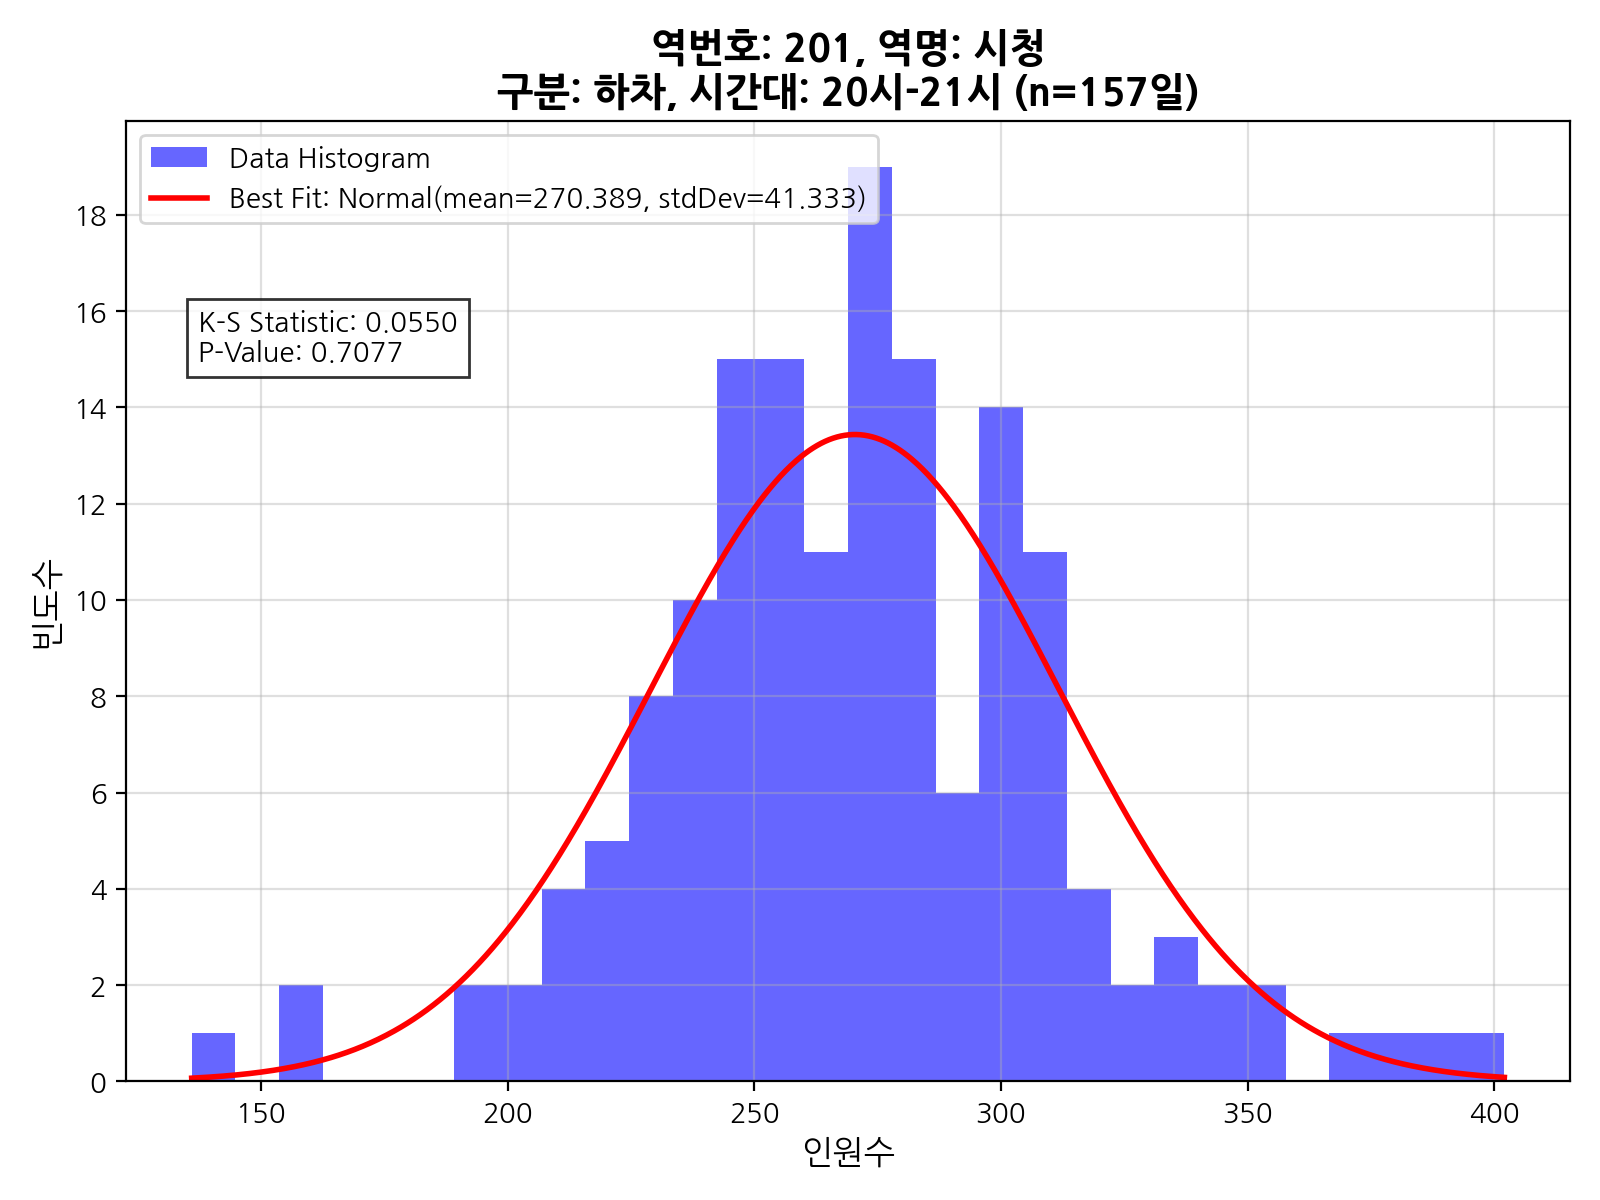 역번호: 201, 역명: 시청
구분: 하차, 시간대: 20시-21시 (n=157일)
Data Histogram
Best Fit: Normal(mean=270.389, stdDev=41.333)
K-S Statistic: 0.0550
P-Value: 0.7077
빈도수
18
16
14
12
10
8
6
4
2
0
150
200
250
300
350
400
인원수